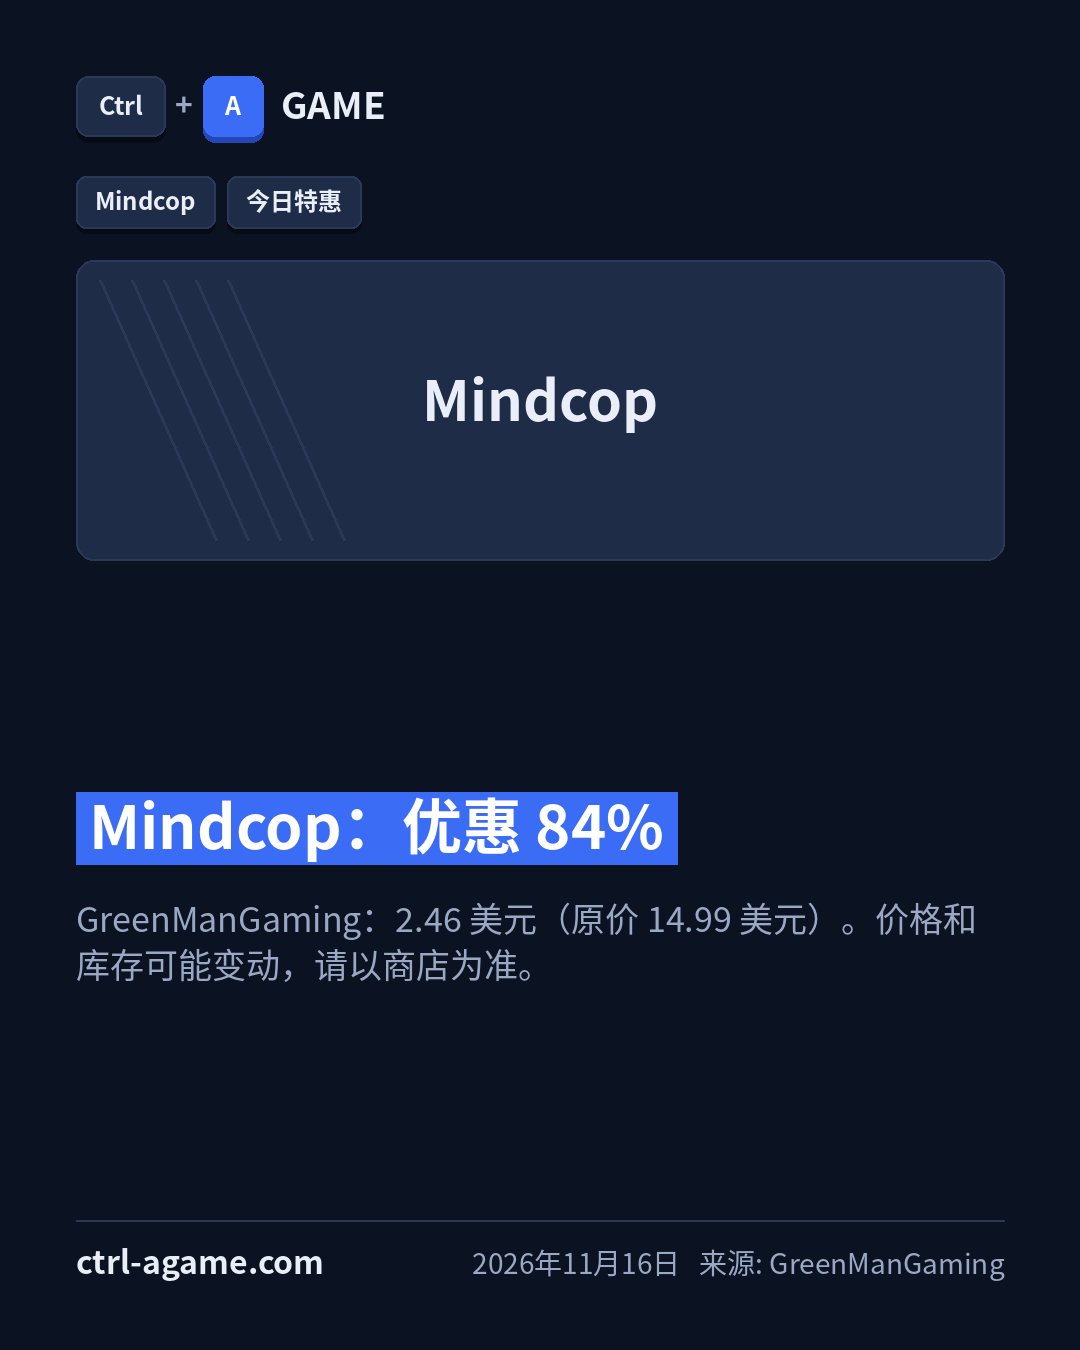 Ctrl + A GAME
Mindcop 今日特惠
Mindcop
Mindcop：优惠 84%
GreenManGaming：2.46 美元（原价 14.99 美元）。价格和
库存可能变动，请以商店为准。
ctrl-agame.com 2026年11月16日 来源: GreenManGaming